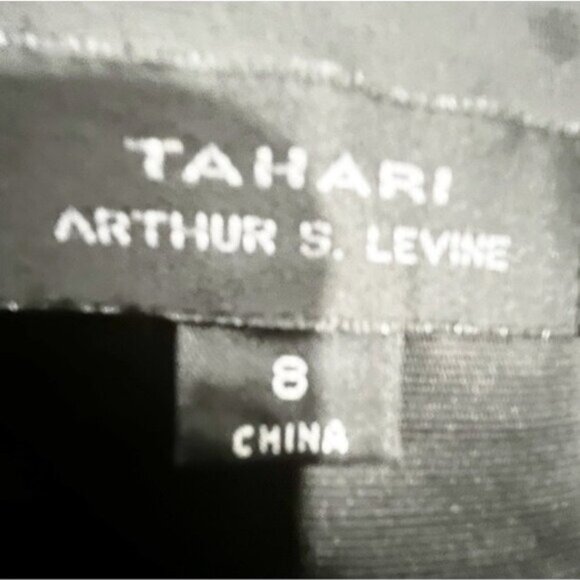 TAHARI
ARTHUR S. LEVINE
8
CHINA